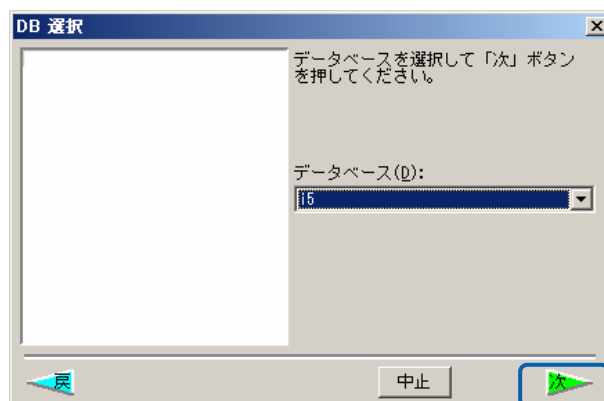 DB 選択
データベースを選択して「次」ボタン
を押してください。
データベース(D):
i5
戻
中止
次